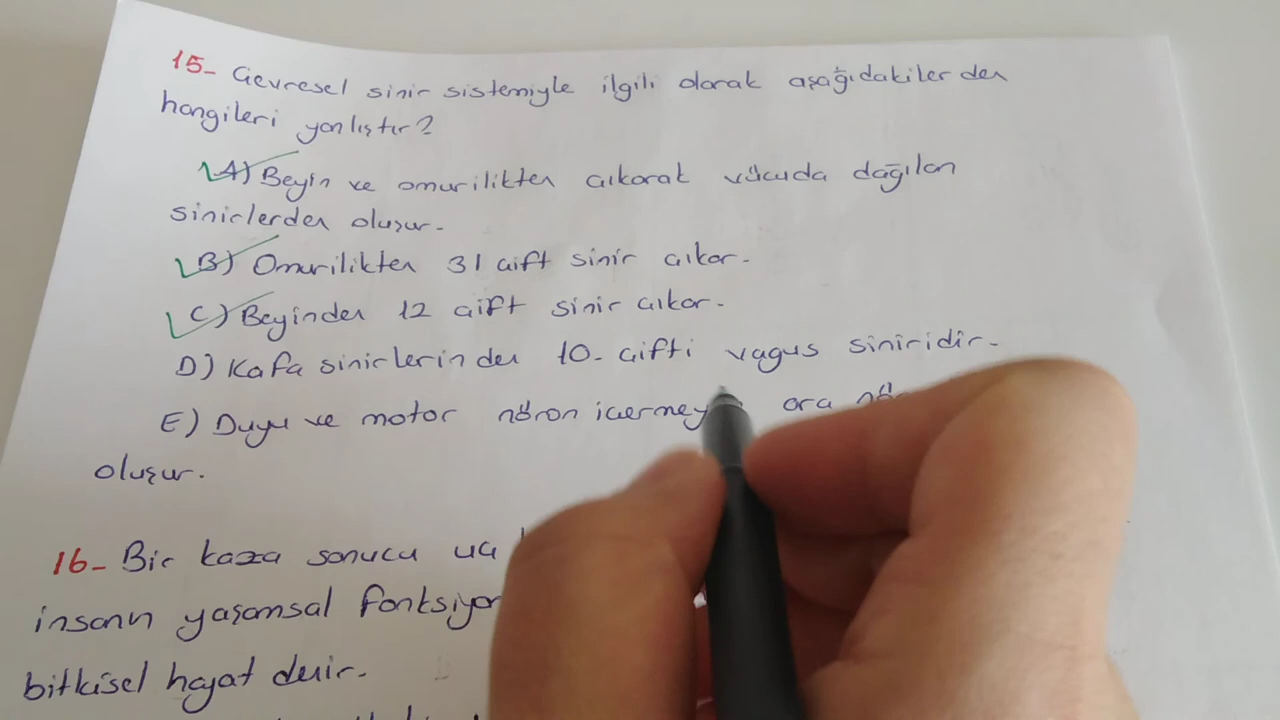 15- Çevresel sinir sistemiyle ilgili olarak aşağıdakilerden
hangileri yanlıştır?
A) Beyin ve omurilikten çıkarak vücuda dağılan
sinirlerden oluşur.
B) Omurilikten 31 çift sinir çıkar.
C) Beyinden 12 çift sinir çıkar.
D) Kafa sinirlerinden 10. çifti vagus siniridir.
E) Duyu ve motor nöron ara
oluşur.
16- Bir kaza sonucu uç
insanın yaşamsal
bitkisel hayat denir.